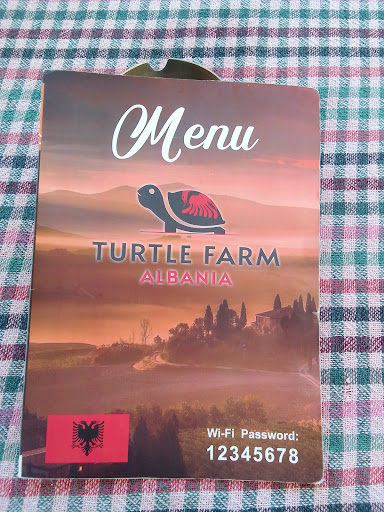 Menu
TURTLE FARM
ALBANIA
Wi-Fi Password:
12345678